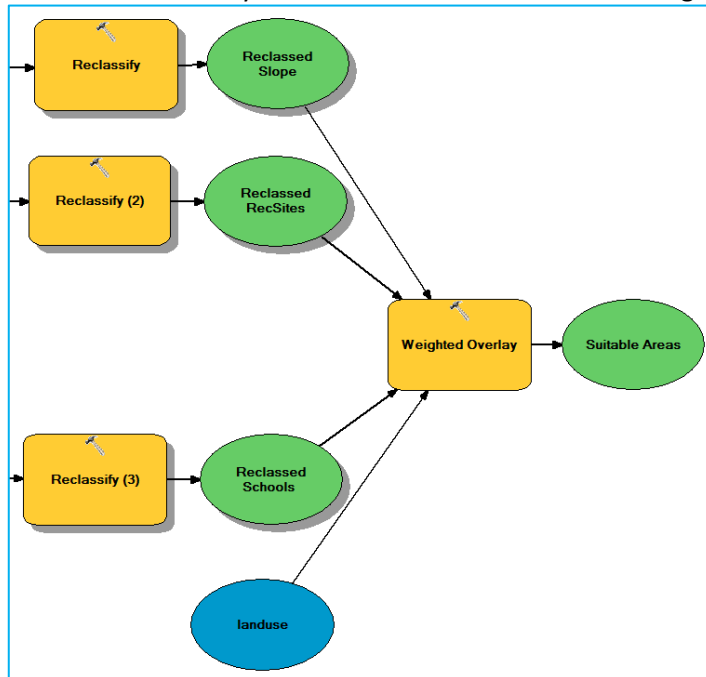 Reclassify
Reclassed
Slope
Reclassify (2)
Reclassed
RecSites
Weighted Overlay
Suitable Areas
Reclassify (3)
Reclassed
Schools
landuse